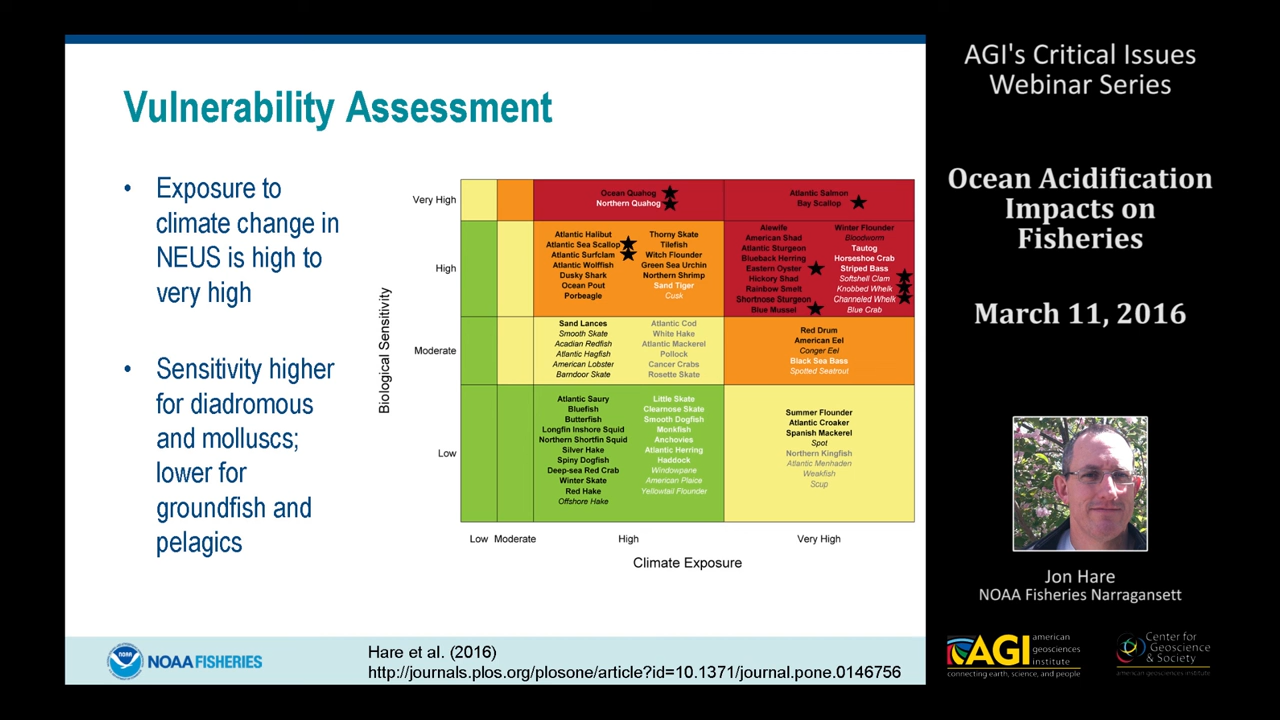 Vulnerability Assessment
• Exposure to
climate change in
NEUS is high to
very high
• Sensitivity higher
for diadromous
and molluscs;
lower for
groundfish and
pelagics
Biological Sensitivity
Very High
High
Moderate
Low
Ocean Quahog
Northern Quahog
Atlantic Salmon
Bay Scallop
Atlantic Halibut
Atlantic Sea Scallop
Atlantic Surfclam
Atlantic Wolffish
Dusky Shark
Ocean Pout
Porbeagle
Thorny Skate
Tilefish
Witch Flounder
Green Sea Urchin
Northern Shrimp
Sand Tiger
Cusk
Alewife
American Shad
Atlantic Sturgeon
Blueback Herring
Eastern Oyster
Hickory Shad
Rainbow Smelt
Shortnose Sturgeon
Blue Mussel
Winter Flounder
Bloodworm
Tautog
Horseshoe Crab
Striped Bass
Softshell Clam
Knobbed Whelk
Channeled Whelk
Blue Crab
Sand Lances
Smooth Skate
Acadian Redfish
Atlantic Hagfish
American Lobster
Barndoor Skate
Atlantic Cod
White Hake
Atlantic Mackerel
Pollock
Cancer Crabs
Rosette Skate
Red Drum
American Eel
Conger Eel
Black Sea Bass
Spotted Seatrout
Atlantic Saury
Bluefish
Butterfish
Longfin Inshore Squid
Northern Shortfin Squid
Silver Hake
Spiny Dogfish
Deep-sea Red Crab
Winter Skate
Red Hake
Offshore Hake
Little Skate
Clearnose Skate
Smooth Dogfish
Monkfish
Anchovies
Atlantic Herring
Haddock
Windowpane
American Plaice
Yellowtail Flounder
Summer Flounder
Atlantic Croaker
Spanish Mackerel
Spot
Northern Kingfish
Atlantic Menhaden
Weakfish
Scup
Low Moderate High Very High
Climate Exposure
NOAA
NOAA FISHERIES
Hare et al. (2016)
http://journals.plos.org/plosone/article?id=10.1371/journal.pone.0146756
AGI's Critical Issues
Webinar Series
Ocean Acidification
Impacts on
Fisheries
March 11, 2016
Jon Hare
NOAA Fisheries Narragansett
AGI
american
geosciences
institute
connecting earth, science, and people
Center for
Geoscience
& Society
american geosciences institute